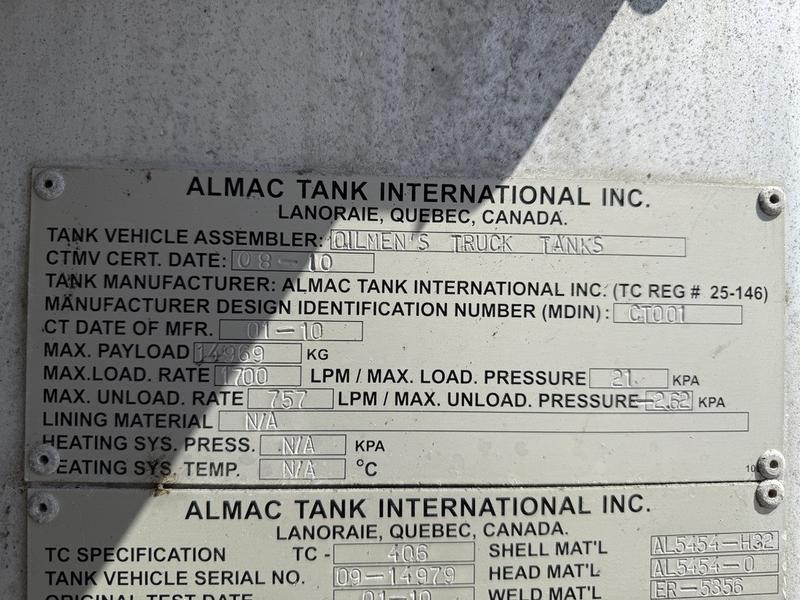 ALMAC TANK INTERNATIONAL INC.
LANORAIE, QUEBEC, CANADA.
TANK VEHICLE ASSEMBLER: OILMEN'S TRUCK TANKS
CTMV CERT. DATE: 08-10
TANK MANUFACTURER: ALMAC TANK INTERNATIONAL INC. (TC REG # 25-146)
MANUFACTURER DESIGN IDENTIFICATION NUMBER (MDIN): CT001
CT DATE OF MFR. 01-10
MAX. PAYLOAD 14969 KG
MAX.LOAD. RATE 1700 LPM / MAX. LOAD. PRESSURE 21. KPA
MAX. UNLOAD. RATE 757 LPM / MAX. UNLOAD. PRESSURE 2.62 KPA
LINING MATERIAL N/A
HEATING SYS. PRESS. N/A KPA
HEATING SYS. TEMP. N/A °C
ALMAC TANK INTERNATIONAL INC.
LANORAIE, QUEBEC, CANADA.
TC SPECIFICATION TC - 406 SHELL MAT'L AL5454-H32
TANK VEHICLE SERIAL NO. 09-14979 HEAD MAT'L AL5454-0
ORIGINAL TEST DATE 01-10 WELD MAT'L ER-5356